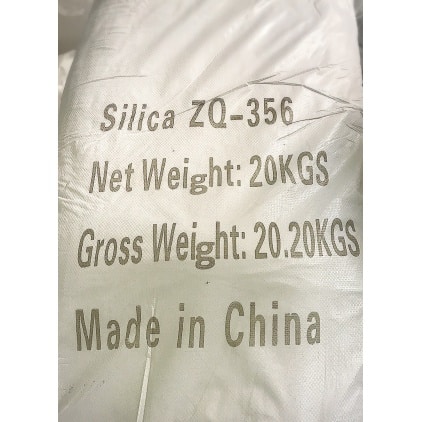 Silica ZQ-356
Net Weight: 20KGS
Gross Weight: 20.20KGS
Made in China